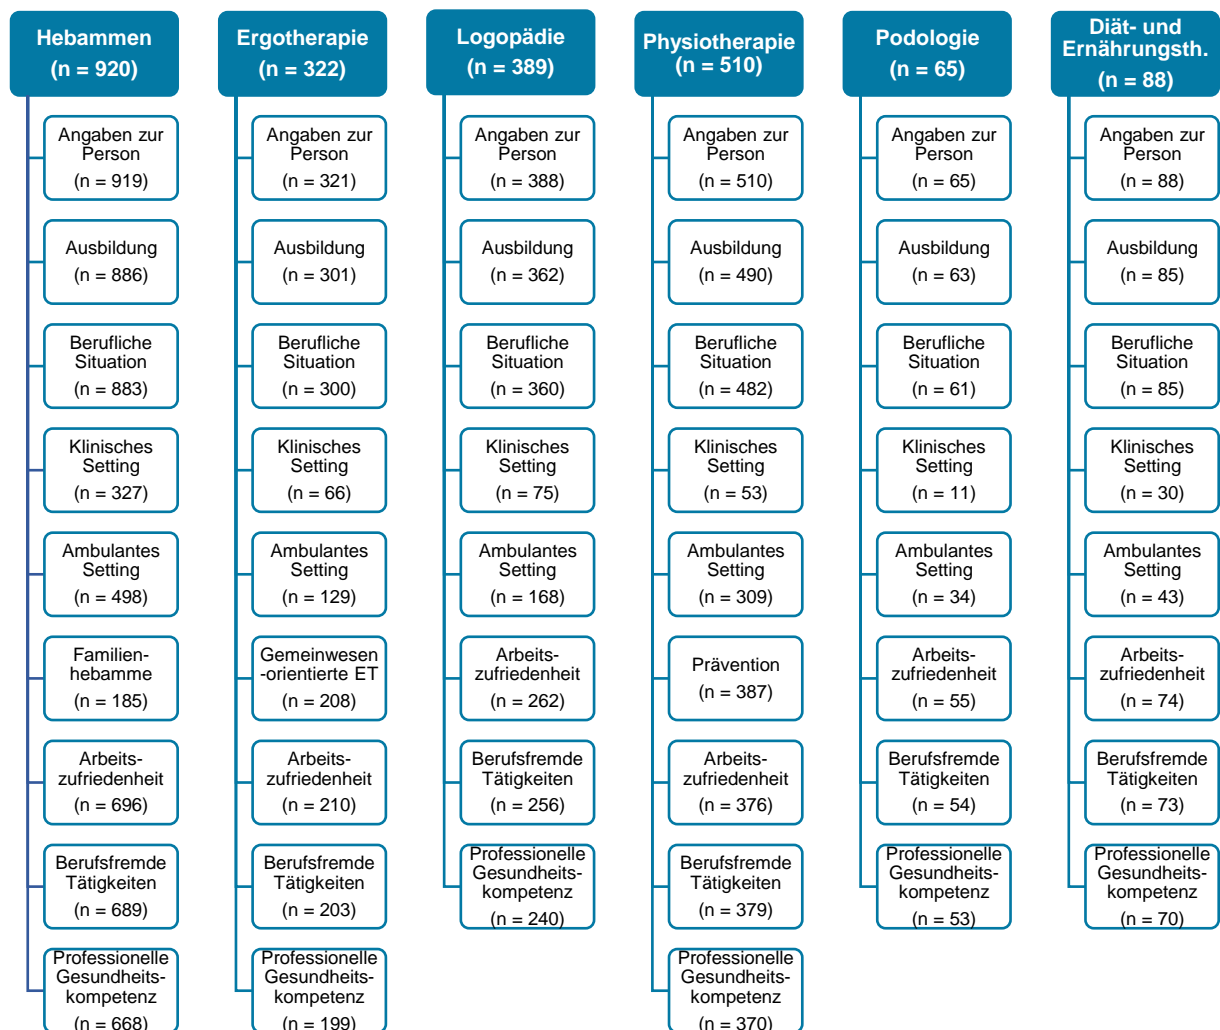 Hebammen
(n = 920)
Angaben zur
Person
(n = 919)
Ausbildung
(n = 886)
Berufliche
Situation
(n = 883)
Klinisches
Setting
(n = 327)
Ambulantes
Setting
(n = 498)
Familien-
hebamme
(n = 185)
Arbeits-
zufriedenheit
(n = 696)
Berufsfremde
Tätigkeiten
(n = 689)
Professionelle
Gesundheits-
kompetenz
(n = 668)
Ergotherapie
(n = 322)
Angaben zur
Person
(n = 321)
Ausbildung
(n = 301)
Berufliche
Situation
(n = 300)
Klinisches
Setting
(n = 66)
Ambulantes
Setting
(n = 129)
Gemeinwesen
-orientierte ET
(n = 208)
Arbeits-
zufriedenheit
(n = 210)
Berufsfremde
Tätigkeiten
(n = 203)
Professionelle
Gesundheits-
kompetenz
(n = 199)
Logopädie
(n = 389)
Angaben zur
Person
(n = 388)
Ausbildung
(n = 362)
Berufliche
Situation
(n = 360)
Klinisches
Setting
(n = 75)
Ambulantes
Setting
(n = 168)
Arbeits-
zufriedenheit
(n = 262)
Berufsfremde
Tätigkeiten
(n = 256)
Professionelle
Gesundheits-
kompetenz
(n = 240)
Physiotherapie
(n = 510)
Angaben zur
Person
(n = 510)
Ausbildung
(n = 490)
Berufliche
Situation
(n = 482)
Klinisches
Setting
(n = 53)
Ambulantes
Setting
(n = 309)
Prävention
(n = 387)
Arbeits-
zufriedenheit
(n = 376)
Berufsfremde
Tätigkeiten
(n = 379)
Professionelle
Gesundheits-
kompetenz
(n = 370)
Podologie
(n = 65)
Angaben zur
Person
(n = 65)
Ausbildung
(n = 63)
Berufliche
Situation
(n = 61)
Klinisches
Setting
(n = 11)
Ambulantes
Setting
(n = 34)
Arbeits-
zufriedenheit
(n = 55)
Berufsfremde
Tätigkeiten
(n = 54)
Professionelle
Gesundheits-
kompetenz
(n = 53)
Diät- und
Ernährungsth.
(n = 88)
Angaben zur
Person
(n = 88)
Ausbildung
(n = 85)
Berufliche
Situation
(n = 85)
Klinisches
Setting
(n = 30)
Ambulantes
Setting
(n = 43)
Arbeits-
zufriedenheit
(n = 74)
Berufsfremde
Tätigkeiten
(n = 73)
Professionelle
Gesundheits-
kompetenz
(n = 70)